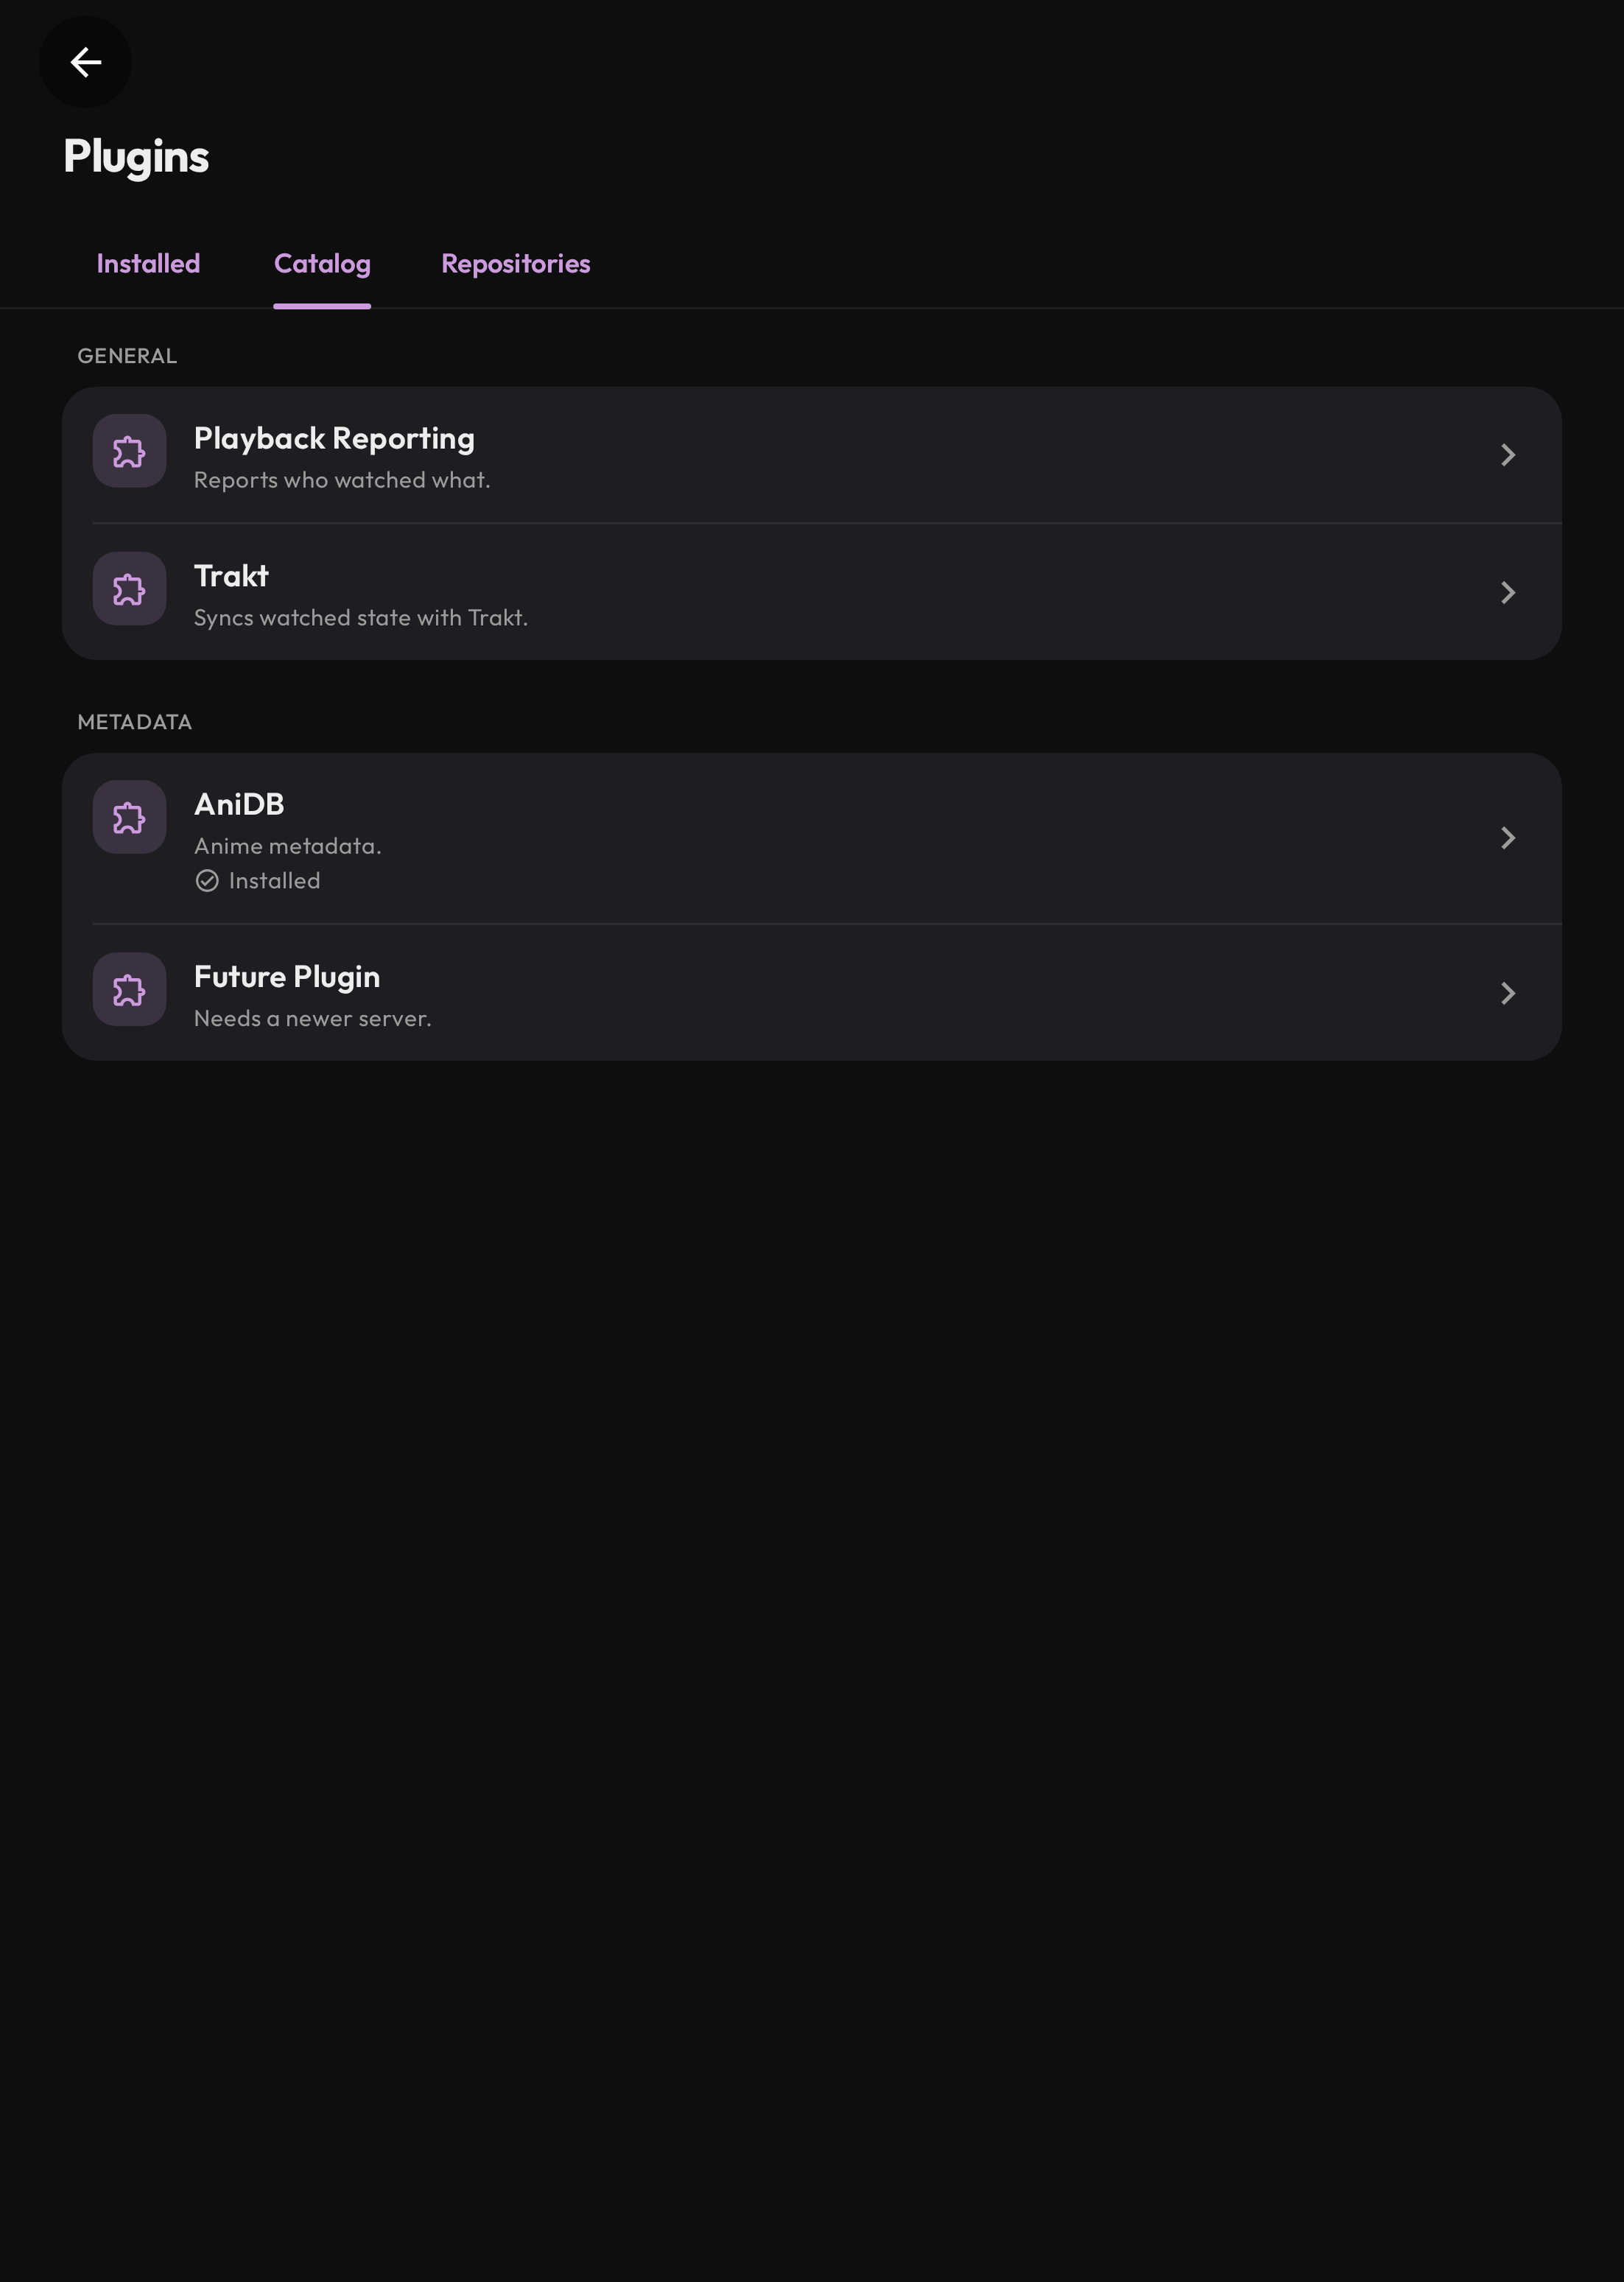 Plugins
Installed
Catalog
Repositories
GENERAL
Playback Reporting
Reports who watched what.
Trakt
Syncs watched state with Trakt.
METADATA
AniDB
Anime metadata.
Installed
Future Plugin
Needs a newer server.